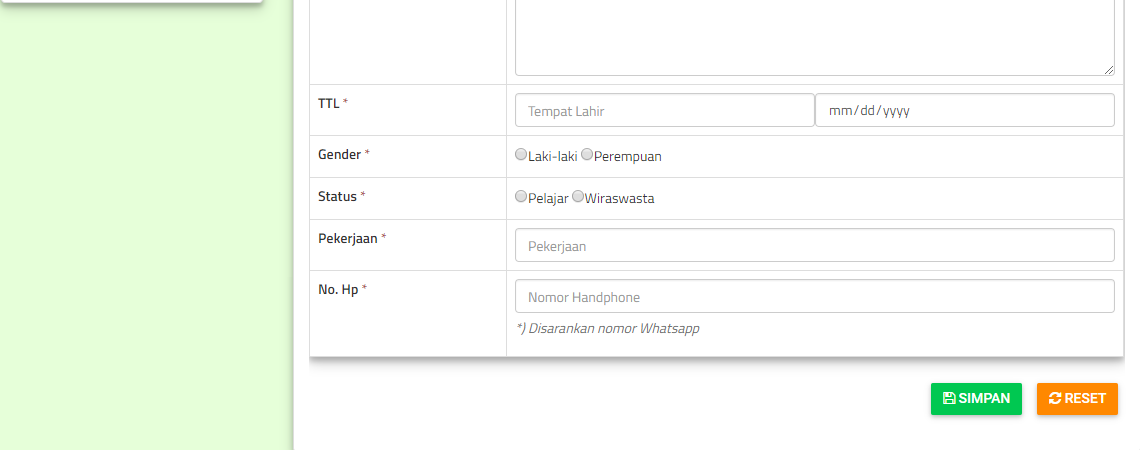 TTL * Tempat Lahir mm/dd/yyyy
Gender * Laki-laki Perempuan
Status * Pelajar Wiraswasta
Pekerjaan * Pekerjaan
No. Hp * Nomor Handphone
*) Disarankan nomor Whatsapp
SIMPAN RESET